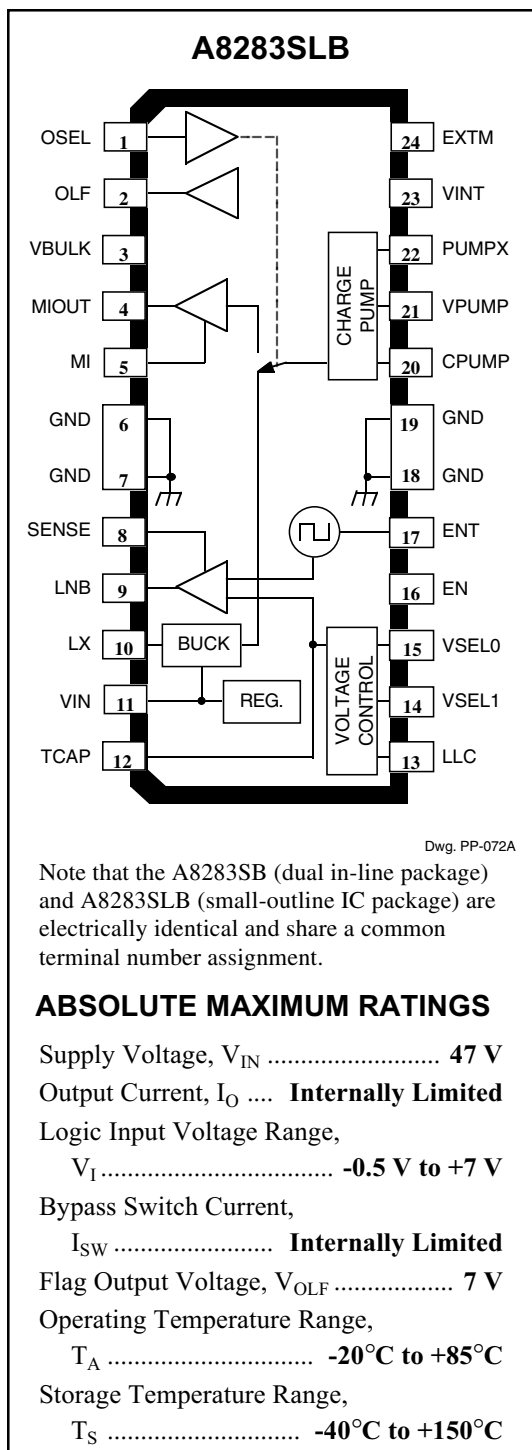 A8283SLB
OSEL 1
OLF 2
VBULK 3
MIOUT 4
MI 5
GND 6
GND 7
SENSE 8
LNB 9
LX 10
VIN 11
TCAP 12
24 EXTM
23 VINT
22 PUMPX
21 VPUMP
20 CPUMP
19 GND
18 GND
17 ENT
16 EN
15 VSEL0
14 VSEL1
13 LLC
CHARGE
PUMP
BUCK
REG.
VOLTAGE
CONTROL
Dwg. PP-072A
Note that the A8283SB (dual in-line package)
and A8283SLB (small-outline IC package) are
electrically identical and share a common
terminal number assignment.
ABSOLUTE MAXIMUM RATINGS
Supply Voltage, VIN .......................... 47 V
Output Current, IO .... Internally Limited
Logic Input Voltage Range,
VI ................................... -0.5 V to +7 V
Bypass Switch Current,
ISW ........................ Internally Limited
Flag Output Voltage, VOLF .................. 7 V
Operating Temperature Range,
TA ............................... -20°C to +85°C
Storage Temperature Range,
TS ............................ -40°C to +150°C